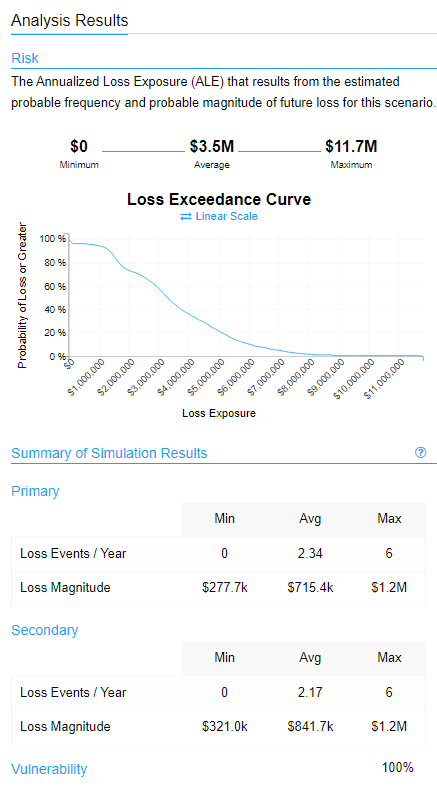 Analysis Results
Risk
The Annualized Loss Exposure (ALE) that results from the estimated
probable frequency and probable magnitude of future loss for this scenario.
$0 $3.5M $11.7M
Minimum Average Maximum
Loss Exceedance Curve
⇄ Linear Scale
Probability of Loss or Greater
100 %
80 %
60 %
40 %
20 %
0 %
$0 $1,000,000 $2,000,000 $3,000,000 $4,000,000 $5,000,000 $6,000,000 $7,000,000 $8,000,000 $9,000,000 $10,000,000 $11,000,000
Loss Exposure
Summary of Simulation Results ?
Primary
Min Avg Max
Loss Events / Year 0 2.34 6
Loss Magnitude $277.7k $715.4k $1.2M
Secondary
Min Avg Max
Loss Events / Year 0 2.17 6
Loss Magnitude $321.0k $841.7k $1.2M
Vulnerability 100%